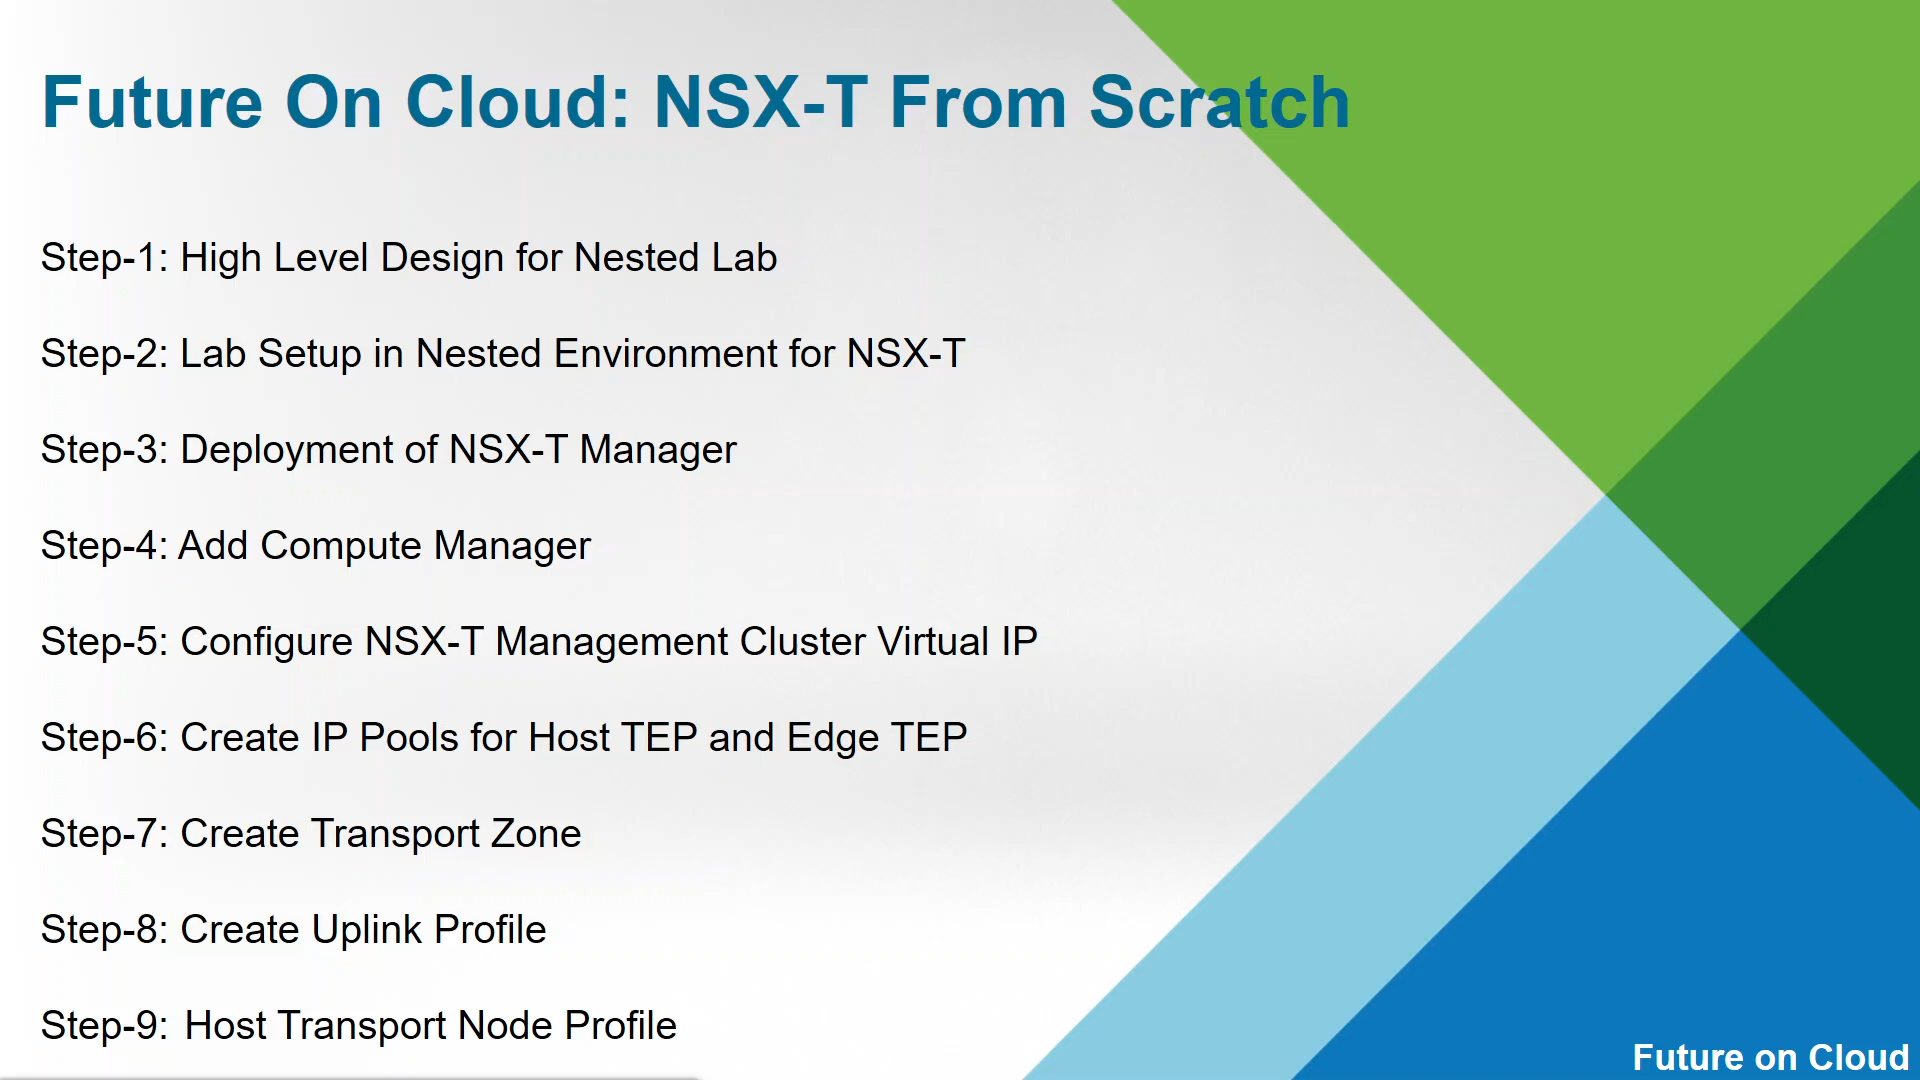 Future On Cloud: NSX-T From Scratch
Step-1: High Level Design for Nested Lab
Step-2: Lab Setup in Nested Environment for NSX-T
Step-3: Deployment of NSX-T Manager
Step-4: Add Compute Manager
Step-5: Configure NSX-T Management Cluster Virtual IP
Step-6: Create IP Pools for Host TEP and Edge TEP
Step-7: Create Transport Zone
Step-8: Create Uplink Profile
Step-9: Host Transport Node Profile
Future on Cloud